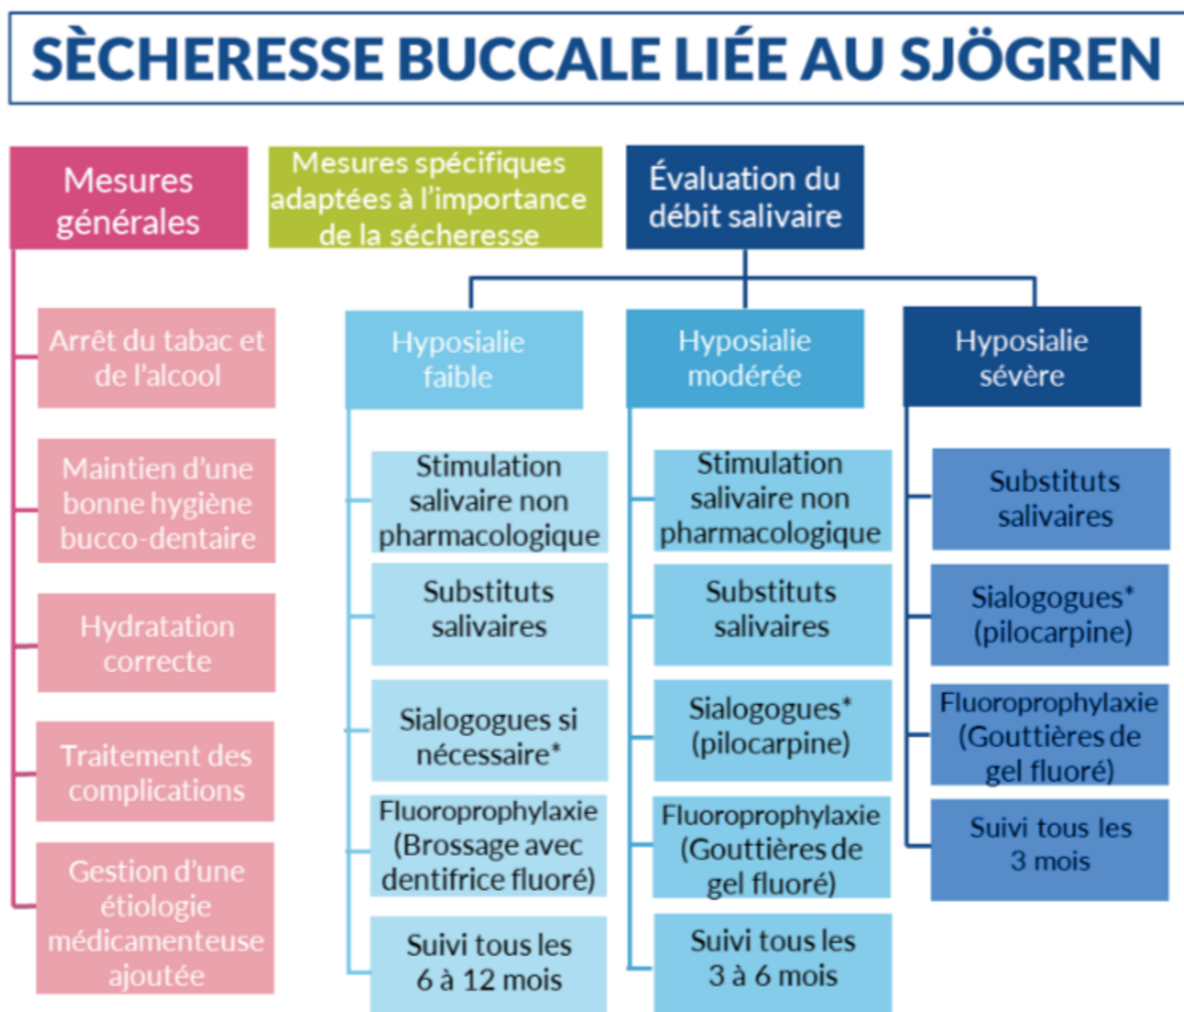 SÈCHERESSE BUCCALE LIÉE AU SJÖGREN
Mesures
générales
Mesures spécifiques
adaptées à l'importance
de la sécheresse
Évaluation du
débit salivaire
Arrêt du tabac et
de l'alcool
Maintien d'une
bonne hygiène
bucco-dentaire
Hydratation
correcte
Traitement des
complications
Gestion d'une
étiologie
médicamenteuse
ajoutée
Hyposialie
faible
Stimulation
salivaire non
pharmacologique
Substituts
salivaires
Sialogogues si
nécessaire*
Fluoroprophylaxie
(Brossage avec
dentifrice fluoré)
Suivi tous les
6 à 12 mois
Hyposialie
modérée
Stimulation
salivaire non
pharmacologique
Substituts
salivaires
Sialogogues*
(pilocarpine)
Fluoroprophylaxie
(Gouttières de
gel fluoré)
Suivi tous les
3 à 6 mois
Hyposialie
sévère
Substituts
salivaires
Sialogogues*
(pilocarpine)
Fluoroprophylaxie
(Gouttières de
gel fluoré)
Suivi tous les
3 mois